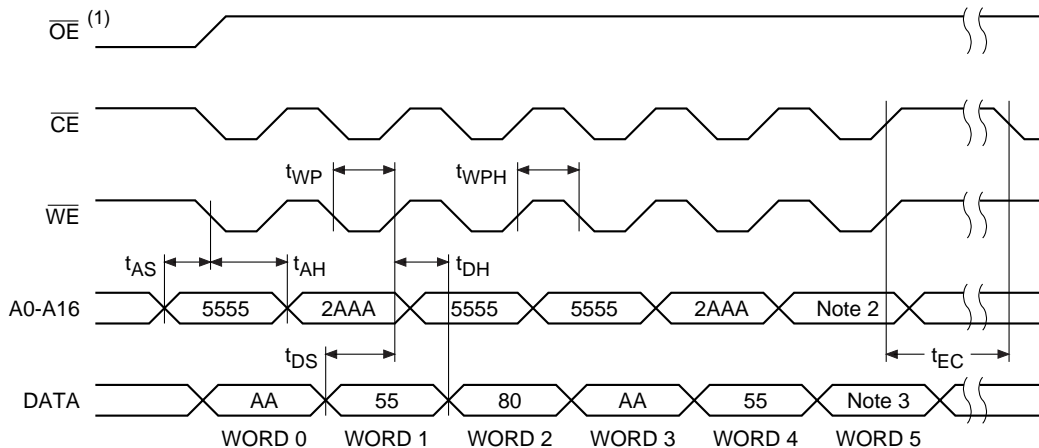 OE (1)
CE
tWP
tWPH
WE
tAS
tAH
tDH
A0-A16
5555
2AAA
5555
5555
2AAA
Note 2
tDS
tEC
DATA
AA
55
80
AA
55
Note 3
WORD 0
WORD 1
WORD 2
WORD 3
WORD 4
WORD 5